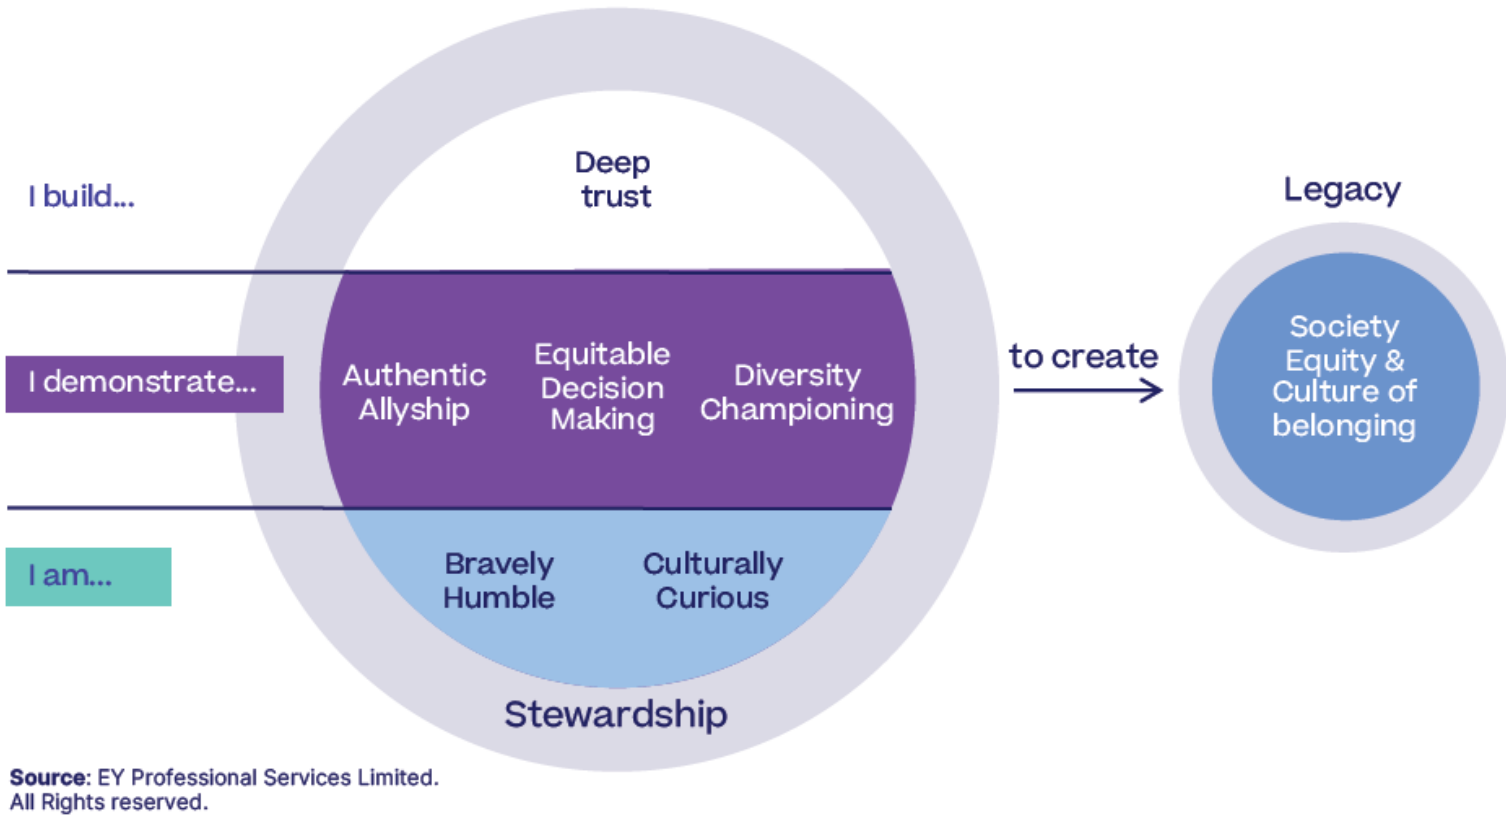 I build...
Deep
trust
I demonstrate...
Authentic
Allyship
Equitable
Decision
Making
Diversity
Championing
I am...
Bravely
Humble
Culturally
Curious
Stewardship
to create
Legacy
Society
Equity &
Culture of
belonging
Source: EY Professional Services Limited.
All Rights reserved.